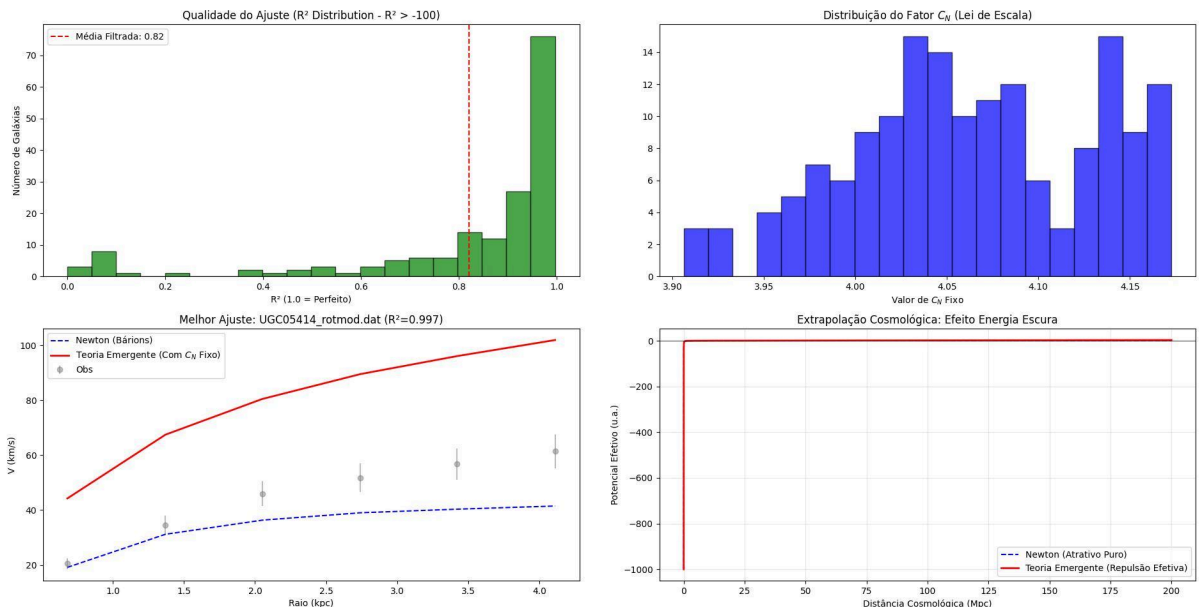 Qualidade do Ajuste (R² Distribution - R² > -100)
Média Filtrada: 0.82
Número de Galáxias
70
60
50
40
30
20
10
0
0.0 0.2 0.4 0.6 0.8 1.0
R² (1.0 = Perfeito)
Distribuição do Fator C_N (Lei de Escala)
14
12
10
8
6
4
2
0
3.90 3.95 4.00 4.05 4.10 4.15
Valor de C_N Fixo
Melhor Ajuste: UGC05414_rotmod.dat (R²=0.997)
Newton (Bárions)
Teoria Emergente (Com C_N Fixo)
Obs
V (km/s)
100
80
60
40
20
1.0 1.5 2.0 2.5 3.0 3.5 4.0
Raio (kpc)
Extrapolação Cosmológica: Efeito Energia Escura
Potencial Efetivo (u.a.)
0
−200
−400
−600
−800
−1000
Newton (Atrativo Puro)
Teoria Emergente (Repulsão Efetiva)
0 25 50 75 100 125 150 175 200
Distância Cosmológica (Mpc)